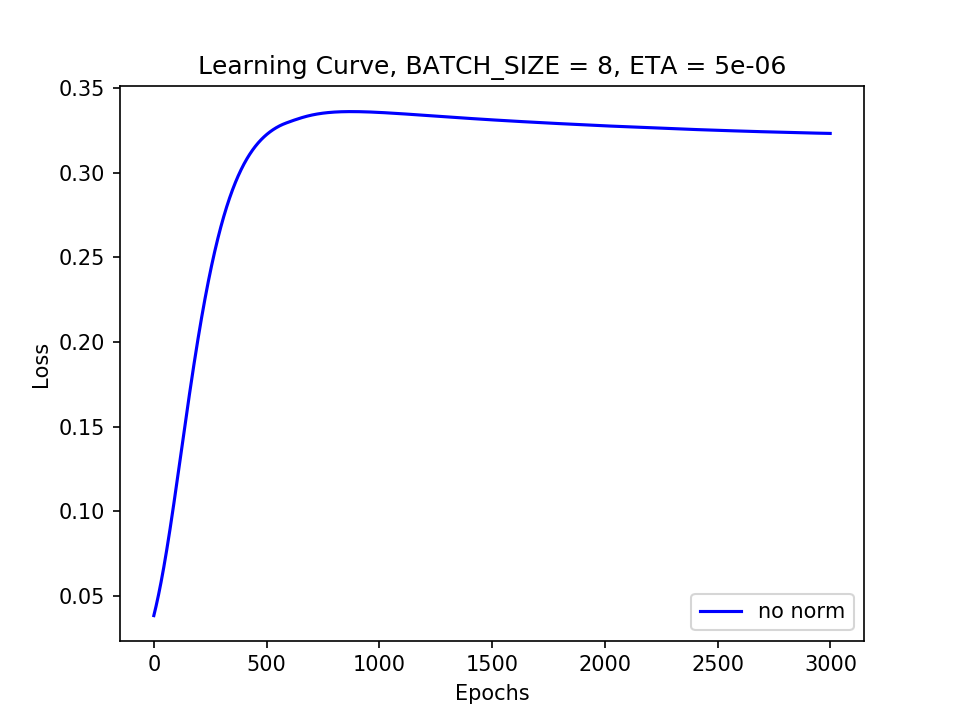 Learning Curve, BATCH_SIZE = 8, ETA = 5e-06
0.35
0.30
0.25
0.20
0.15
0.10
0.05
Loss
no norm
0 500 1000 1500 2000 2500 3000
Epochs